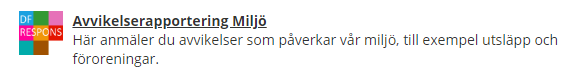 DF
RESPONS
Avvikelserapportering Miljö
Här anmäler du avvikelser som påverkar vår miljö, till exempel utsläpp och
föroreningar.